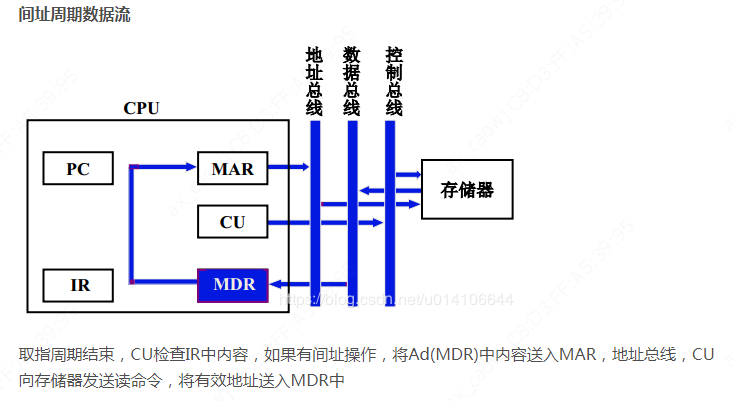 间址周期数据流
地址总线
数据总线
控制总线
CPU
PC
MAR
存储器
CU
IR
MDR
https://blog.csdn.net/u014106644
取指周期结束，CU检查IR中内容，如果有间址操作，将Ad(MDR)中内容送入MAR，地址总线，CU
向存储器发送读命令，将有效地址送入MDR中